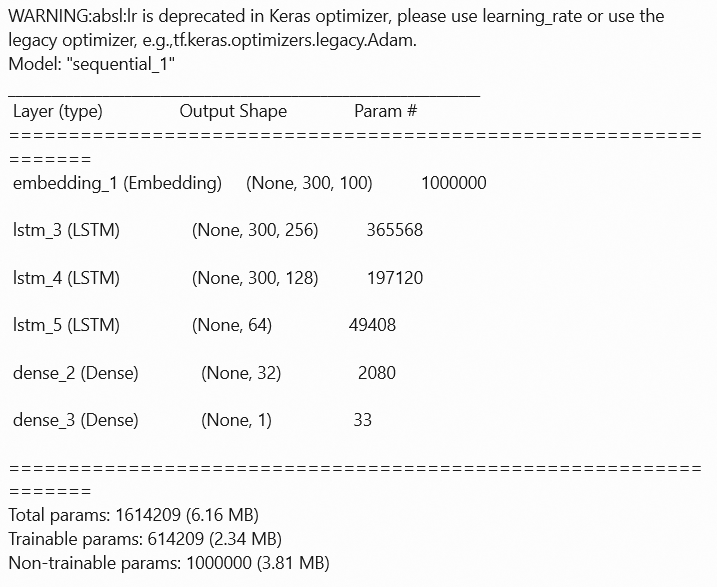 WARNING:absl:lr is deprecated in Keras optimizer, please use learning_rate or use the
legacy optimizer, e.g.,tf.keras.optimizers.legacy.Adam.
Model: "sequential_1"
_________________________________________________________________
Layer (type)                Output Shape              Param #
=================================================================
=======
embedding_1 (Embedding)     (None, 300, 100)          1000000
lstm_3 (LSTM)               (None, 300, 256)          365568
lstm_4 (LSTM)               (None, 300, 128)          197120
lstm_5 (LSTM)               (None, 64)                49408
dense_2 (Dense)             (None, 32)                2080
dense_3 (Dense)             (None, 1)                 33
=================================================================
=======
Total params: 1614209 (6.16 MB)
Trainable params: 614209 (2.34 MB)
Non-trainable params: 1000000 (3.81 MB)